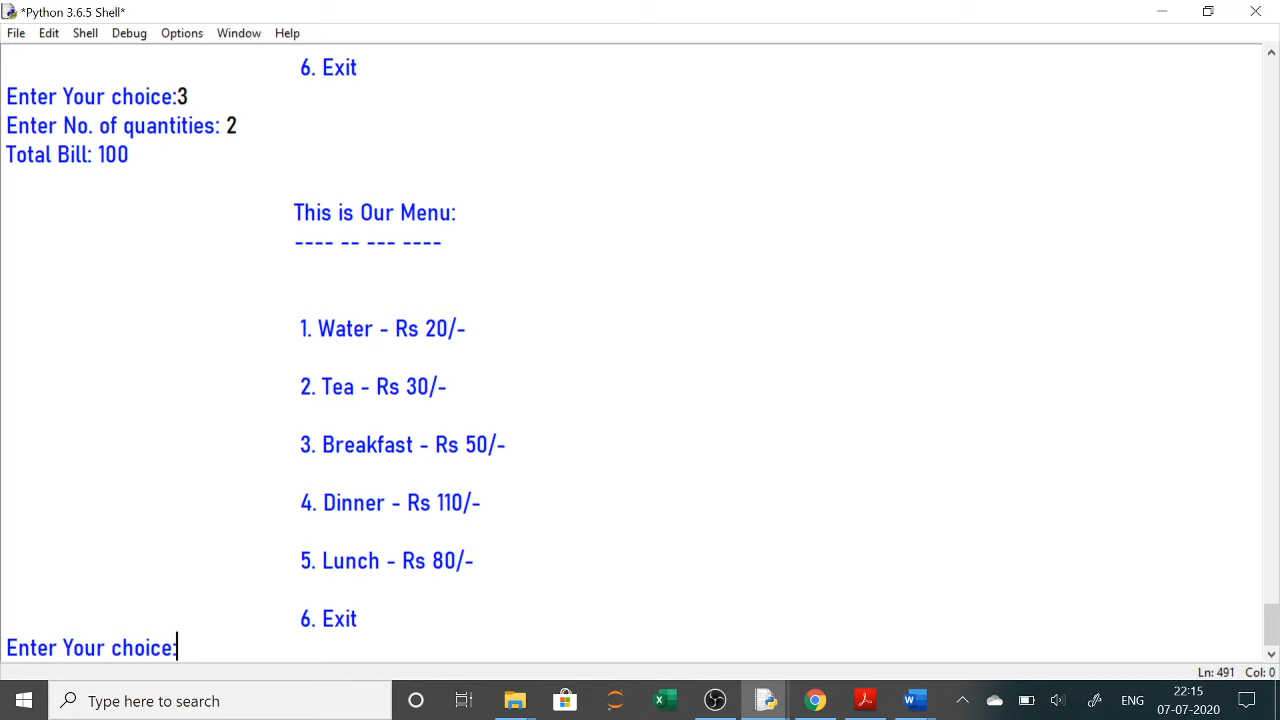 *Python 3.6.5 Shell*
File Edit Shell Debug Options Window Help
6. Exit
Enter Your choice:3
Enter No. of quantities: 2
Total Bill: 100
This is Our Menu:
---- -- --- ----
1. Water - Rs 20/-
2. Tea - Rs 30/-
3. Breakfast - Rs 50/-
4. Dinner - Rs 110/-
5. Lunch - Rs 80/-
6. Exit
Enter Your choice:
Ln: 491 Col: 0
Type here to search
ENG
22:15
07-07-2020